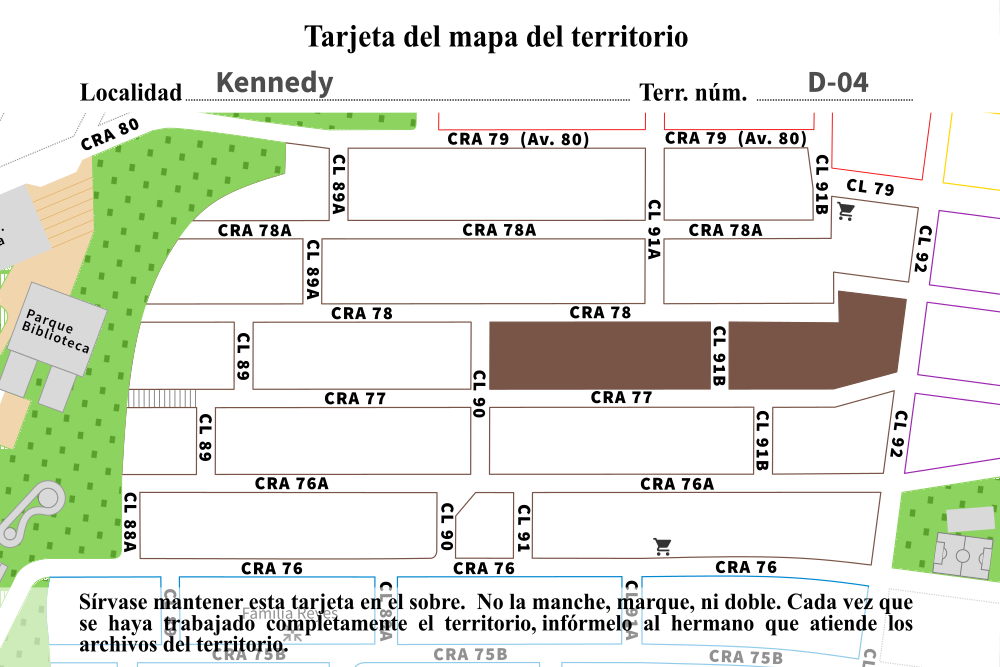 Tarjeta del mapa del territorio
Localidad Kennedy Terr. núm. D-04
CRA 80
CRA 79 (Av. 80)
CRA 79 (Av. 80)
CL 89A
CL 91B
CL 79
CL 91A
CRA 78A
CRA 78A
CRA 78A
CL 92
CL 89A
Parque
Biblioteca
CRA 78
CRA 78
CL 89
CL 91B
CL 90
CRA 77
CRA 77
CL 89
CL 91B
CL 92
CRA 76A
CRA 76A
CL 88A
CL 90
CL 91
CRA 76
CRA 76
CRA 76
Sírvase mantener esta tarjeta en el sobre. No la manche, marque, ni doble. Cada vez que
Familia Reyes
se haya trabajado completamente el territorio, infórmelo al hermano que atiende los
archivos del territorio.
CL 91A
CRA 75B
CRA 75B
CRA 75B